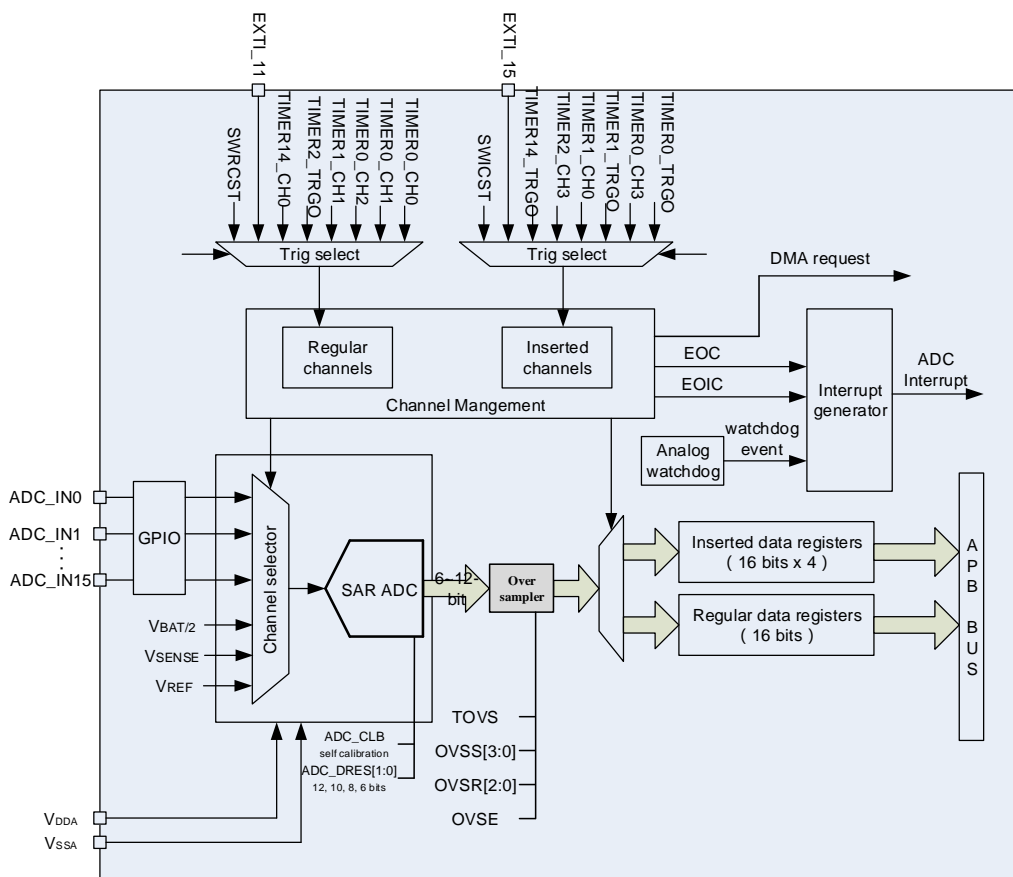 EXTI_11
EXTI_15
SWRCST
TIMER14_CH0
TIMER2_TRGO
TIMER1_CH1
TIMER0_CH2
TIMER0_CH1
TIMER0_CH0
SWICST
TIMER14_TRGO
TIMER2_CH3
TIMER1_CH0
TIMER1_TRGO
TIMER0_CH3
TIMER0_TRGO
Trig select
Trig select
DMA request
Regular
channels
Inserted
channels
EOC
EOIC
Channel Mangement
Interrupt
generator
ADC
Interrupt
watchdog
event
Analog
watchdog
ADC_IN0
ADC_IN1
ADC_IN15
GPIO
Channel selector
VBAT/2
VSENSE
VREF
SAR ADC
6~12-
bit
Over
sampler
Inserted data registers
( 16 bits x 4 )
Regular data registers
( 16 bits )
APB BUS
ADC_CLB
self calibration
ADC_DRES[1:0]
12, 10, 8, 6 bits
TOVS
OVSS[3:0]
OVSR[2:0]
OVSE
VDDA
VSSA